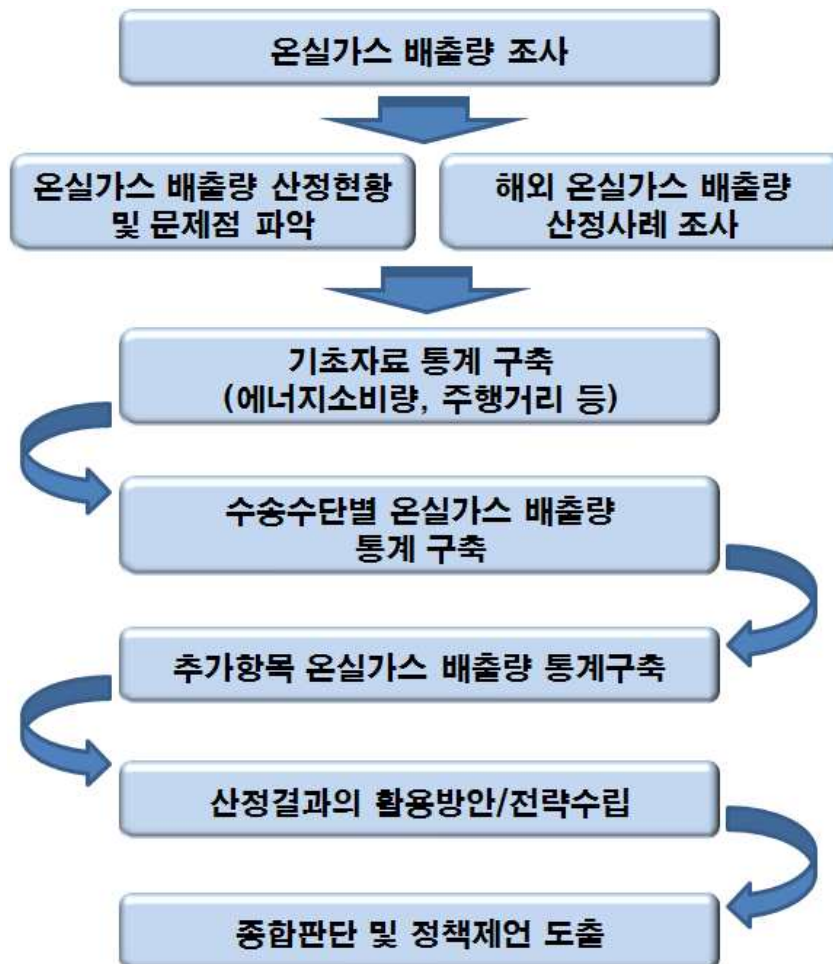 온실가스 배출량 조사
온실가스 배출량 산정현황
및 문제점 파악
해외 온실가스 배출량
산정사례 조사
기초자료 통계 구축
(에너지소비량, 주행거리 등)
수송수단별 온실가스 배출량
통계 구축
추가항목 온실가스 배출량 통계구축
산정결과의 활용방안/전략수립
종합판단 및 정책제언 도출